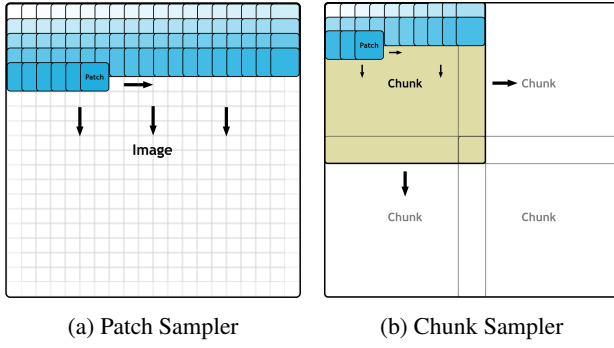 Patch
Image
(a) Patch Sampler
Patch
Chunk
Chunk
Chunk
Chunk
(b) Chunk Sampler